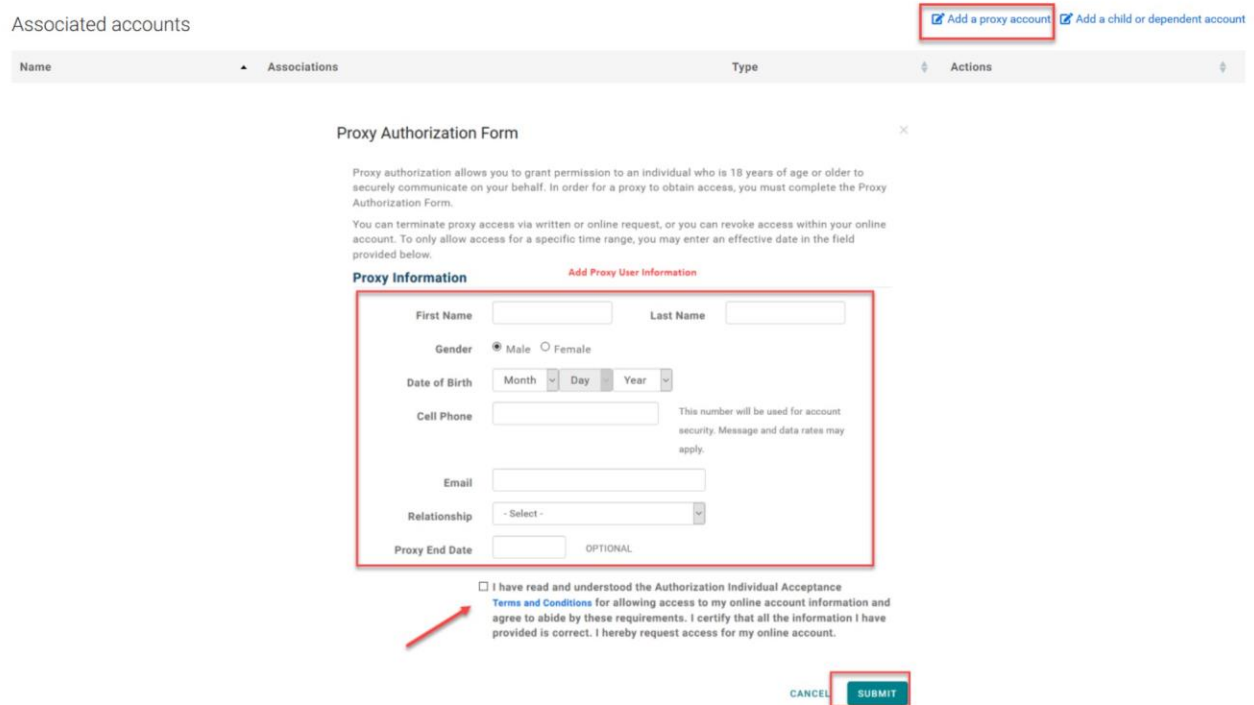 Associated accounts
Add a proxy account Add a child or dependent account
Name Associations Type Actions
Proxy Authorization Form
Proxy authorization allows you to grant permission to an individual who is 18 years of age or older to
securely communicate on your behalf. In order for a proxy to obtain access, you must complete the Proxy
Authorization Form.
You can terminate proxy access via written or online request, or you can revoke access within your online
account. To only allow access for a specific time range, you may enter an effective date in the field
provided below.
Proxy Information
Add Proxy User Information
First Name Last Name
Gender Male Female
Date of Birth Month Day Year
Cell Phone
This number will be used for account
security. Message and data rates may
apply.
Email
Relationship - Select -
Proxy End Date OPTIONAL
I have read and understood the Authorization Individual Acceptance
Terms and Conditions for allowing access to my online account information and
agree to abide by these requirements. I certify that all the information I have
provided is correct. I hereby request access for my online account.
CANCEL SUBMIT